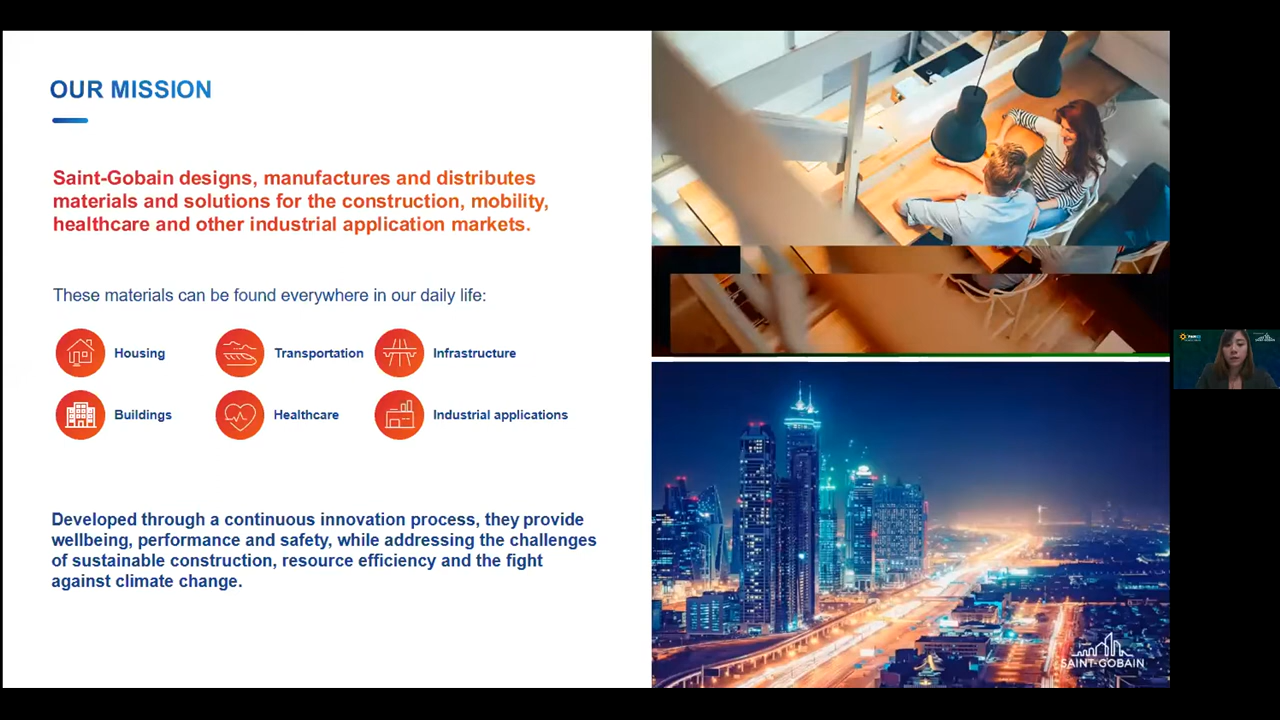 OUR MISSION
Saint-Gobain designs, manufactures and distributes
materials and solutions for the construction, mobility,
healthcare and other industrial application markets.
These materials can be found everywhere in our daily life:
Housing
Transportation
Infrastructure
Buildings
Healthcare
Industrial applications
Developed through a continuous innovation process, they provide
wellbeing, performance and safety, while addressing the challenges
of sustainable construction, resource efficiency and the fight
against climate change.
SAINT-GOBAIN